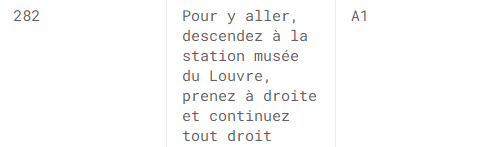 282
Pour y aller,
descendez à la
station musée
du Louvre,
prenez à droite
et continuez
tout droit
A1